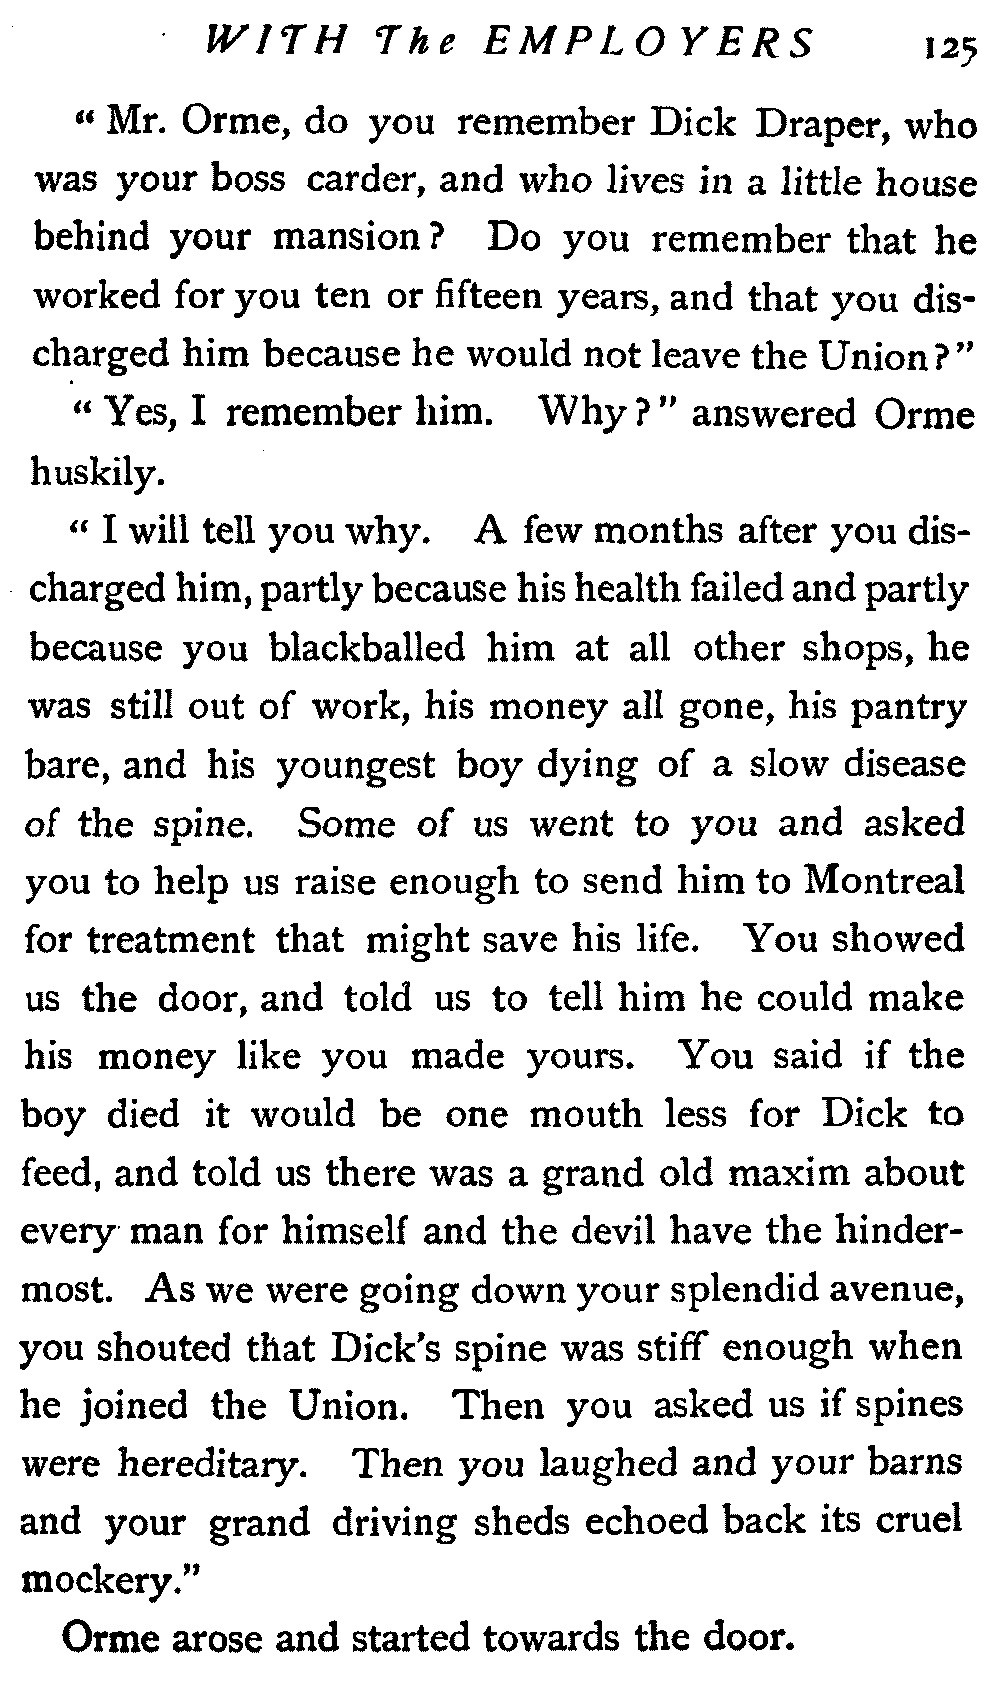 WITH The EMPLOYERS 125
“ Mr. Orme, do you remember Dick Draper, who
was your boss carder, and who lives in a little house
behind your mansion? Do you remember that he
worked for you ten or fifteen years, and that you dis-
charged him because he would not leave the Union?”
“ Yes, I remember him. Why?” answered Orme
huskily.
“ I will tell you why. A few months after you dis-
charged him, partly because his health failed and partly
because you blackballed him at all other shops, he
was still out of work, his money all gone, his pantry
bare, and his youngest boy dying of a slow disease
of the spine. Some of us went to you and asked
you to help us raise enough to send him to Montreal
for treatment that might save his life. You showed
us the door, and told us to tell him he could make
his money like you made yours. You said if the
boy died it would be one mouth less for Dick to
feed, and told us there was a grand old maxim about
every man for himself and the devil have the hinder-
most. As we were going down your splendid avenue,
you shouted that Dick's spine was stiff enough when
he joined the Union. Then you asked us if spines
were hereditary. Then you laughed and your barns
and your grand driving sheds echoed back its cruel
mockery.”
Orme arose and started towards the door.